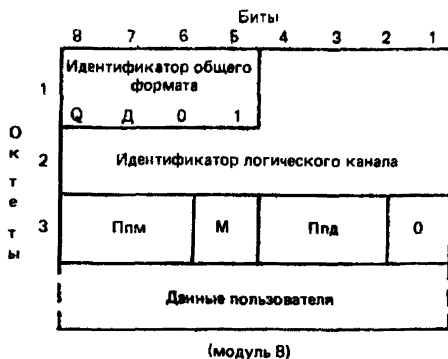 Биты
8 7 6 5 4 3 2 1
Идентификатор общего
формата
1
Q Д 0 1
2 Идентификатор логического канала
3 Ппм М Ппд 0
Октеты
Данные пользователя
(модуль 8)